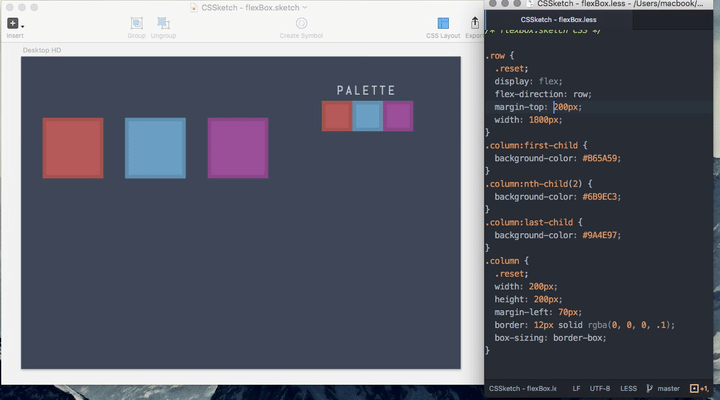 CSSketch - flexBox.sketch
Insert
Group
Ungroup
Create Symbol
CSS Layout
Export
Desktop HD
PALETTE
CSSketch - flexBox.less - /Users/macbook/...
CSSketch - flexBox.less
/* flexBox.sketch CSS */
.row {
.reset;
display: flex;
flex-direction: row;
margin-top: 200px;
width: 1800px;
}
.column:first-child {
background-color: #B65A59;
}
.column:nth-child(2) {
background-color: #6B9EC3;
}
.column:last-child {
background-color: #9A4E97;
}
.column {
.reset;
width: 200px;
height: 200px;
margin-left: 70px;
border: 12px solid rgba(0, 0, 0, .1);
box-sizing: border-box;
}
CSSketch - flexBox.le
LF
UTF-8
LESS
master
+1,